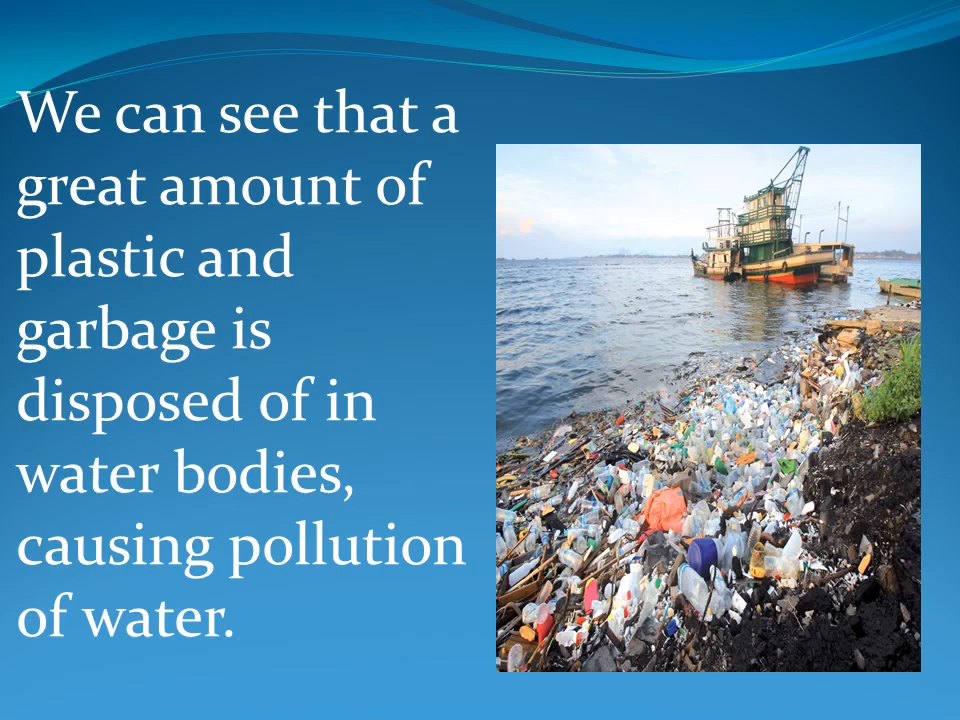 We can see that a
great amount of
plastic and
garbage is
disposed of in
water bodies,
causing pollution
of water.